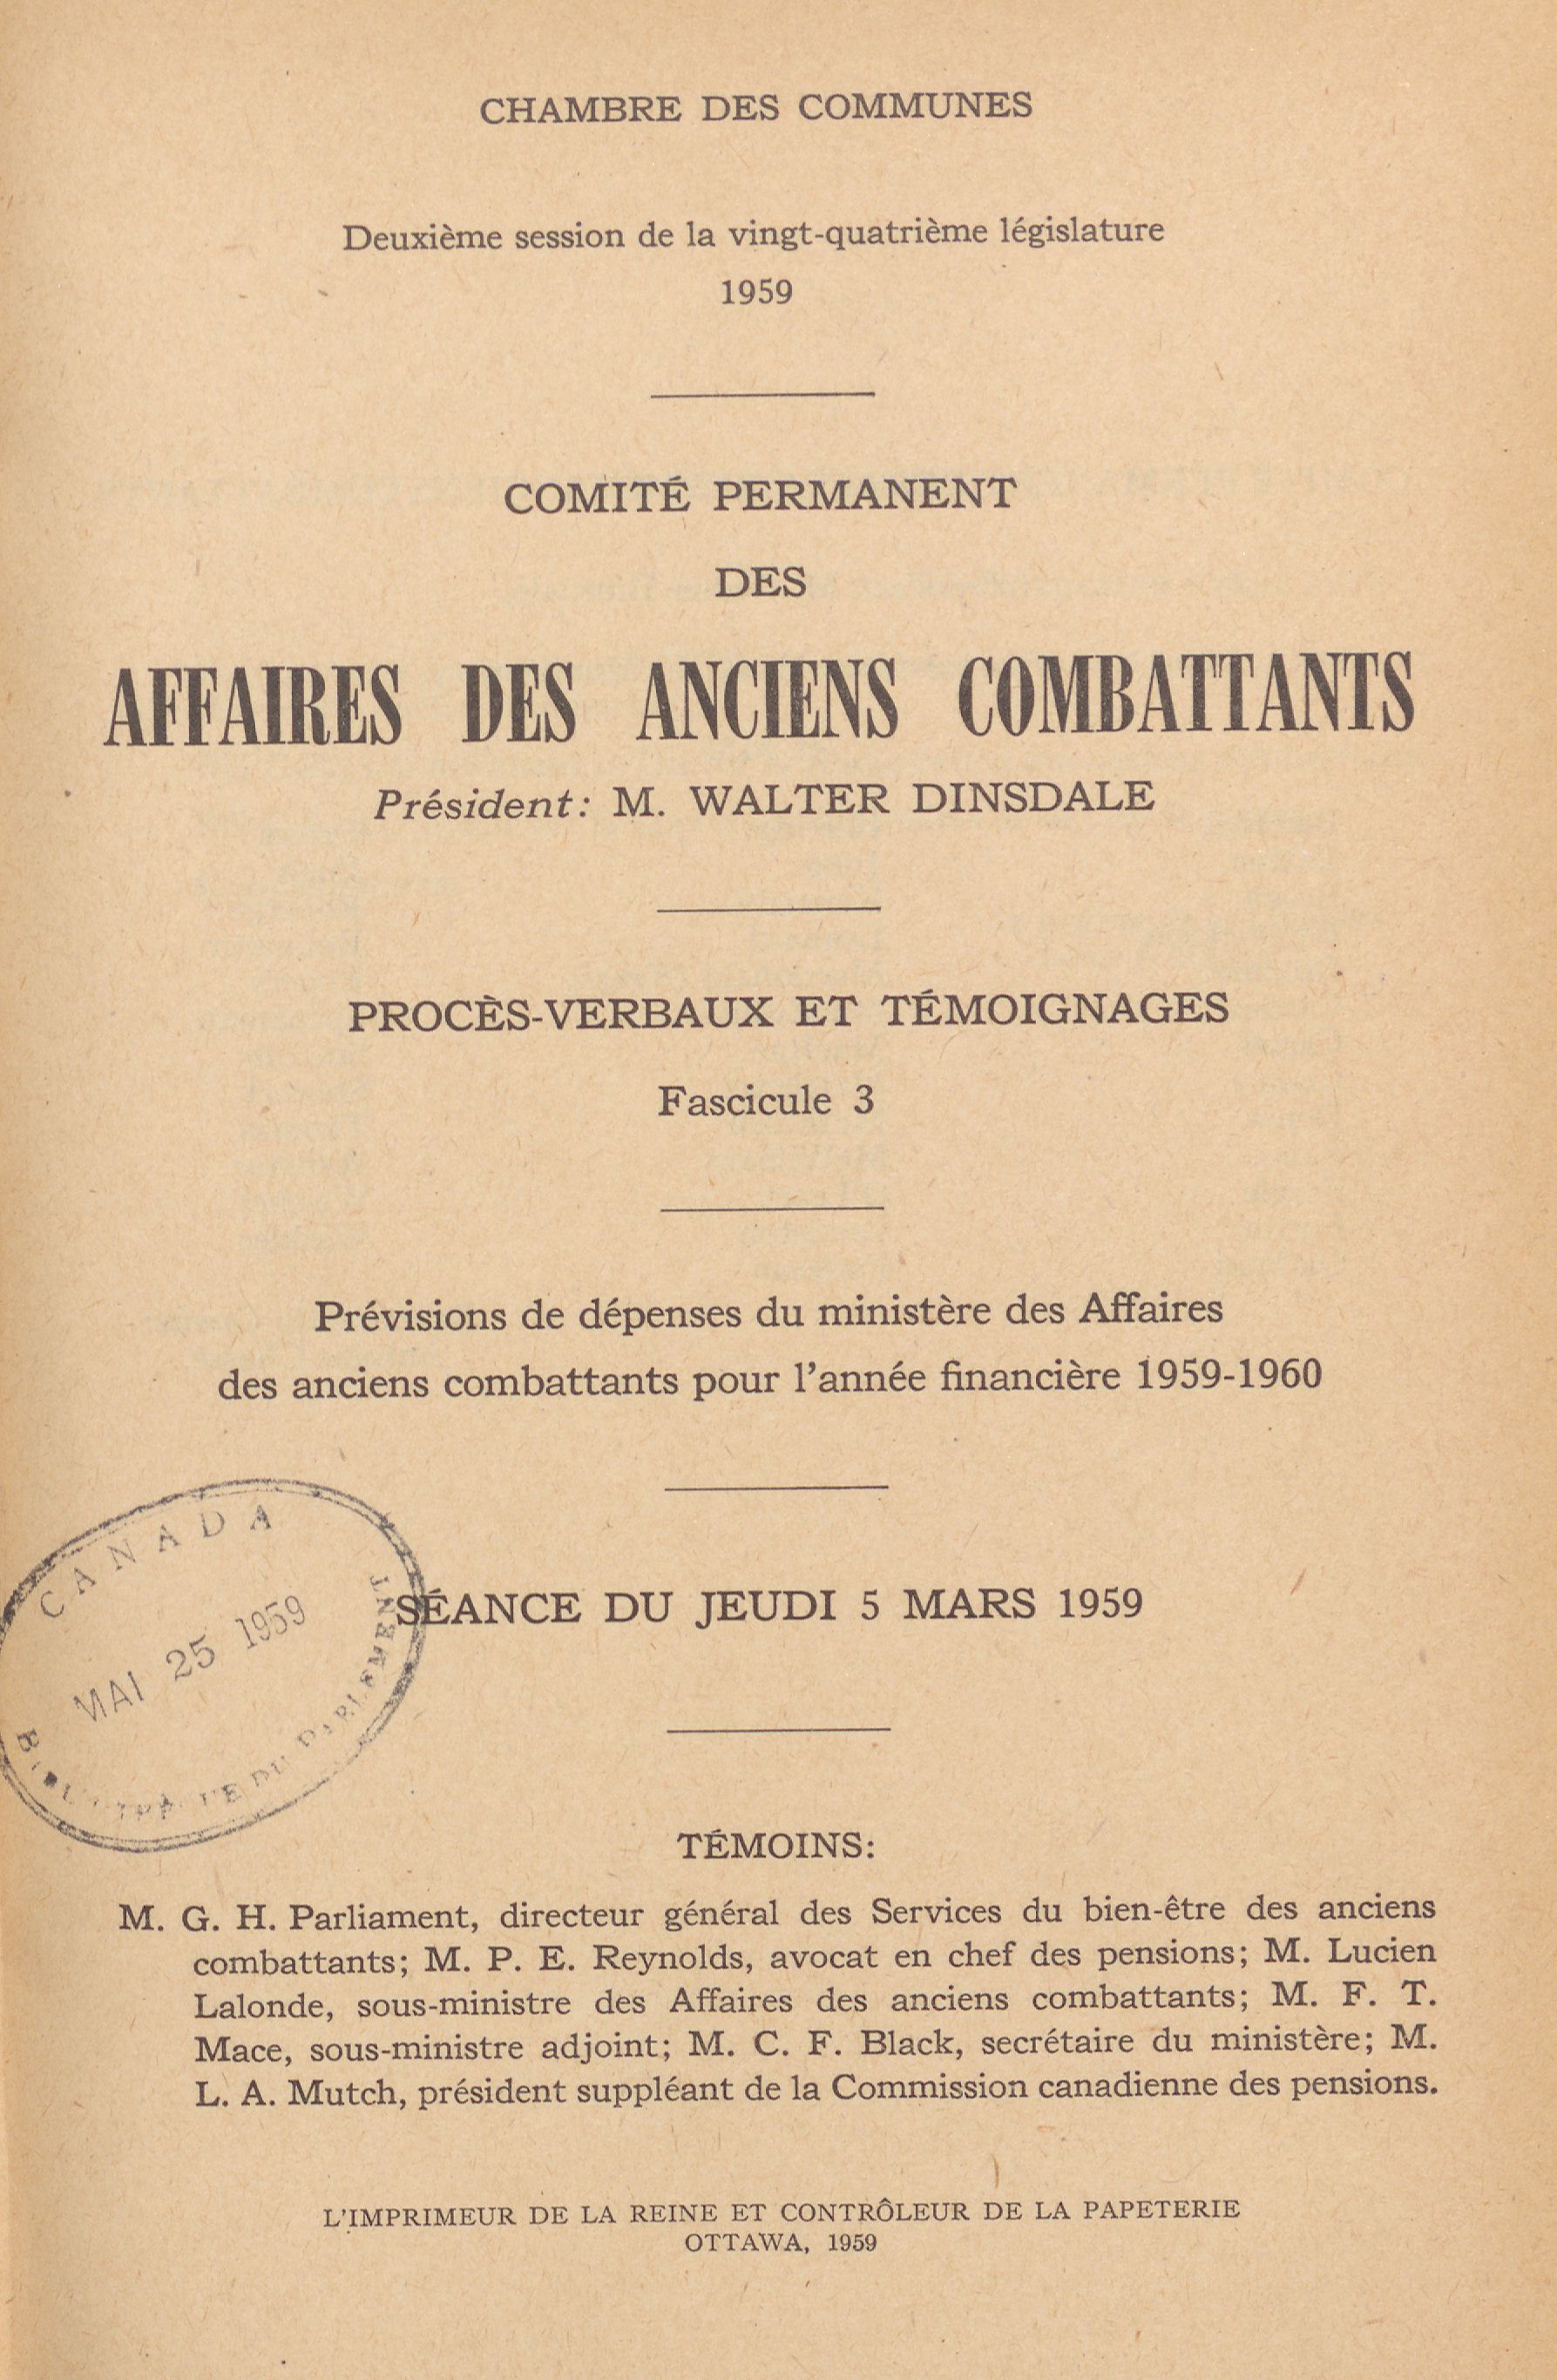 CHAMBRE DES COMMUNES
Deuxième session de la vingt-quatrième législature
1959
COMITÉ PERMANENT
DES
AFFAIRES DES ANCIENS COMBATTANTS
Président: M. WALTER DINSDALE
PROCÈS-VERBAUX ET TÉMOIGNAGES
Fascicule 3
Prévisions de dépenses du ministère des Affaires
des anciens combattants pour l'année financière 1959-1960
CANADA
MAI 25 1959
DU PARLEMENT
SÉANCE DU JEUDI 5 MARS 1959
TÉMOINS:
M. G. H. Parliament, directeur général des Services du bien-être des anciens
combattants; M. P. E. Reynolds, avocat en chef des pensions; M. Lucien
Lalonde, sous-ministre des Affaires des anciens combattants; M. F. T.
Mace, sous-ministre adjoint; M. C. F. Black, secrétaire du ministère; M.
L. A. Mutch, président suppléant de la Commission canadienne des pensions.
L'IMPRIMEUR DE LA REINE ET CONTRÔLEUR DE LA PAPETERIE
OTTAWA, 1959